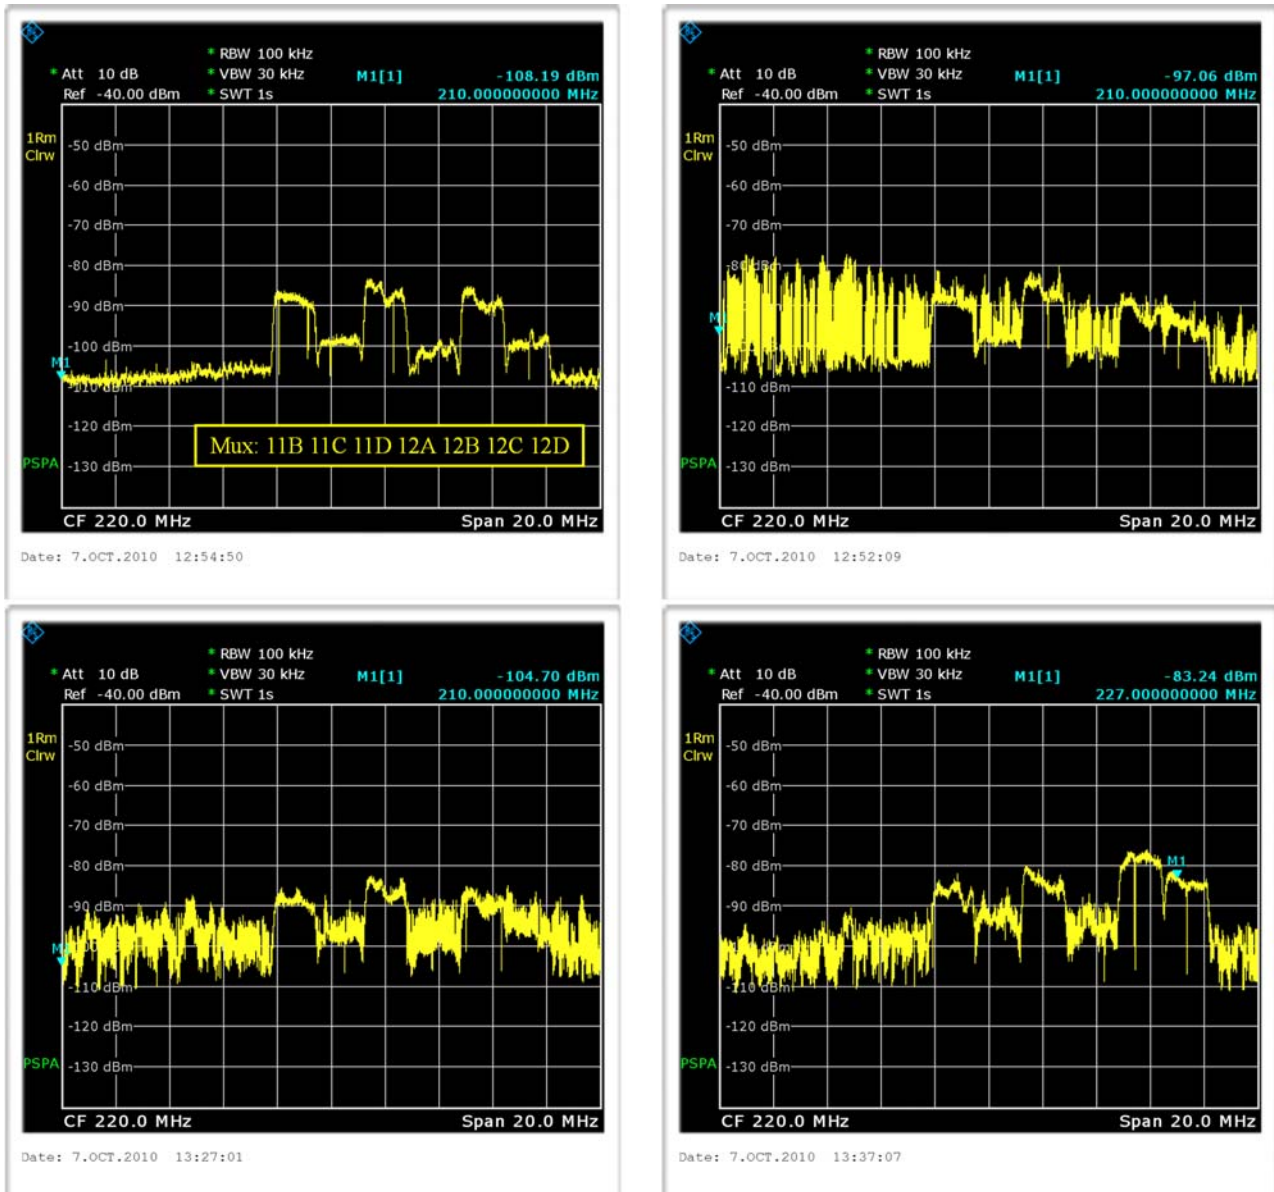 * RBW 100 kHz
* Att 10 dB * VBW 30 kHz M1[1] -108.19 dBm
Ref -40.00 dBm * SWT 1s 210.000000000 MHz
1Rm
Clrw
-50 dBm
-60 dBm
-70 dBm
-80 dBm
-90 dBm
-100 dBm
M1
-110 dBm
-120 dBm
Mux: 11B 11C 11D 12A 12B 12C 12D
PSPA
-130 dBm
CF 220.0 MHz Span 20.0 MHz
Date: 7.OCT.2010 12:54:50
* RBW 100 kHz
* Att 10 dB * VBW 30 kHz M1[1] -97.06 dBm
Ref -40.00 dBm * SWT 1s 210.000000000 MHz
1Rm
Clrw
-50 dBm
-60 dBm
-70 dBm
-80 dBm
-110 dBm
-120 dBm
PSPA
-130 dBm
CF 220.0 MHz Span 20.0 MHz
Date: 7.OCT.2010 12:52:09
* RBW 100 kHz
* Att 10 dB * VBW 30 kHz M1[1] -104.70 dBm
Ref -40.00 dBm * SWT 1s 210.000000000 MHz
1Rm
Clrw
-50 dBm
-60 dBm
-70 dBm
-80 dBm
-90 dBm
-110 dBm
-120 dBm
PSPA
-130 dBm
CF 220.0 MHz Span 20.0 MHz
Date: 7.OCT.2010 13:27:01
* RBW 100 kHz
* Att 10 dB * VBW 30 kHz M1[1] -83.24 dBm
Ref -40.00 dBm * SWT 1s 227.000000000 MHz
1Rm
Clrw
-50 dBm
-60 dBm
-70 dBm
-80 dBm
M1
-90 dBm
-110 dBm
-120 dBm
PSPA
-130 dBm
CF 220.0 MHz Span 20.0 MHz
Date: 7.OCT.2010 13:37:07